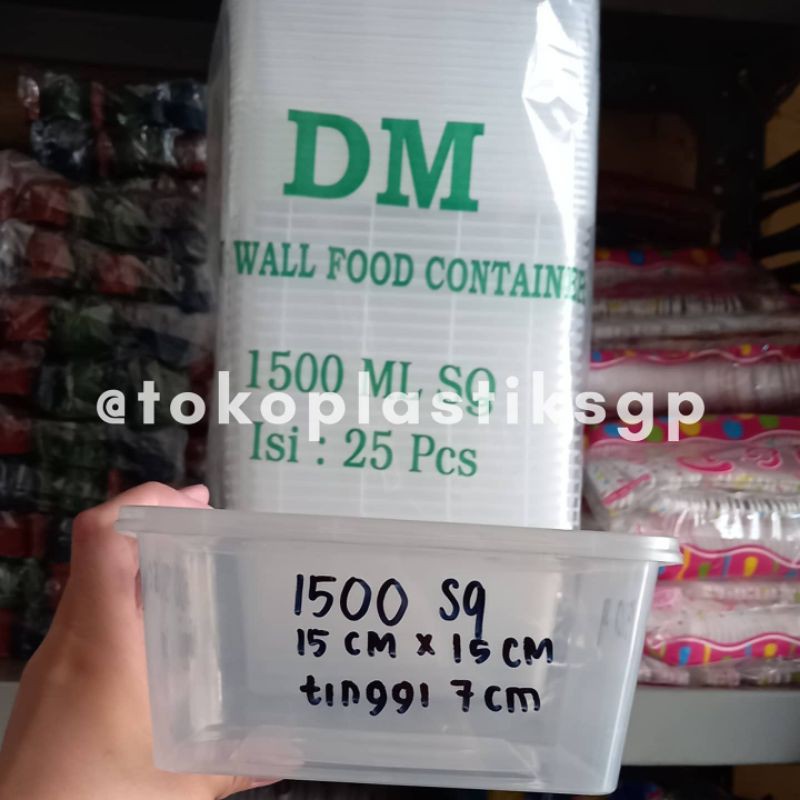 DM
WALL FOOD CONTAINER
1500 ML SQ
@tokoplastiksgp
Isi : 25 Pcs
1500 sq
15 cm x 15 cm
tinggi 7 cm